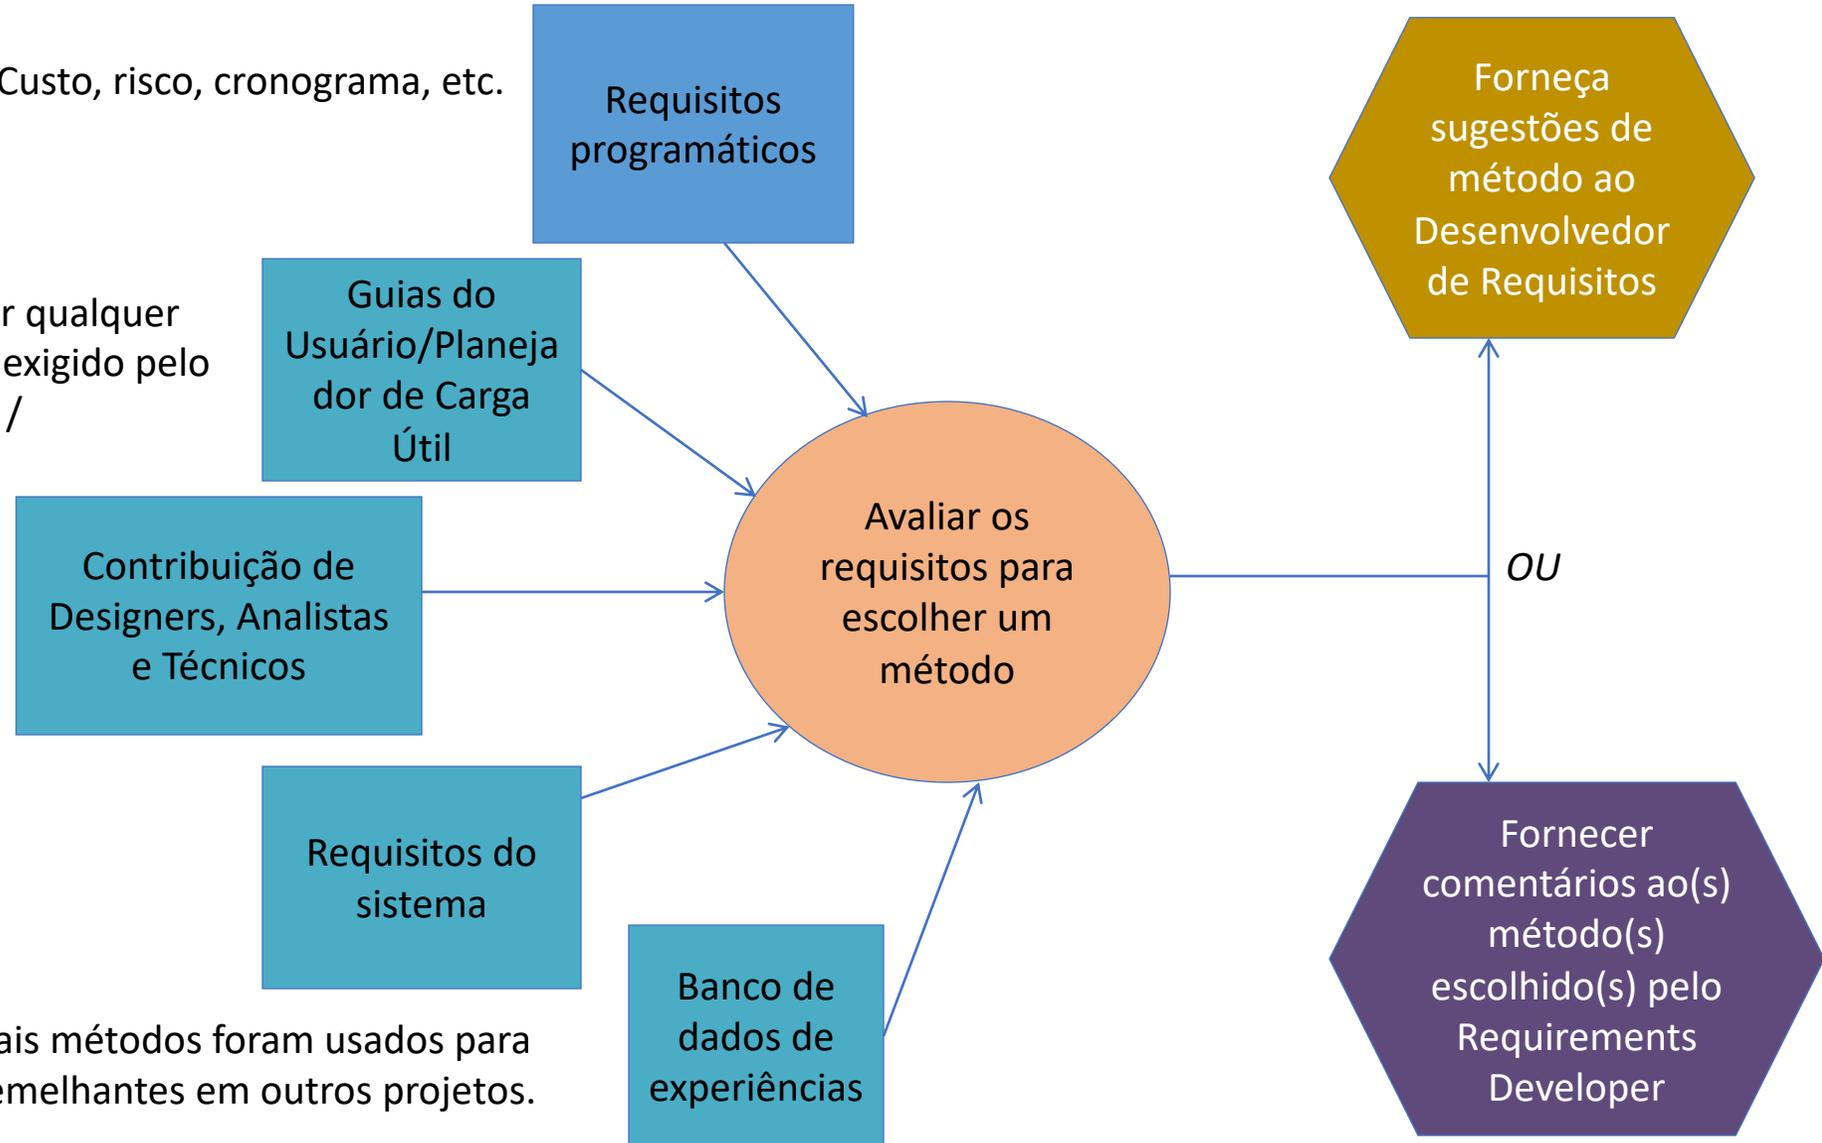 Custo, risco, cronograma, etc.
Requisitos
programáticos
Forneça
sugestões de
método ao
Desenvolvedor
de Requisitos
r qualquer
exigido pelo
/
Guias do
Usuário/Planeja
dor de Carga
Útil
Contribuição de
Designers, Analistas
e Técnicos
Avaliar os
requisitos para
escolher um
método
OU
Requisitos do
sistema
Banco de
dados de
experiências
ais métodos foram usados para
emelhantes em outros projetos.
Fornecer
comentários ao(s)
método(s)
escolhido(s) pelo
Requirements
Developer